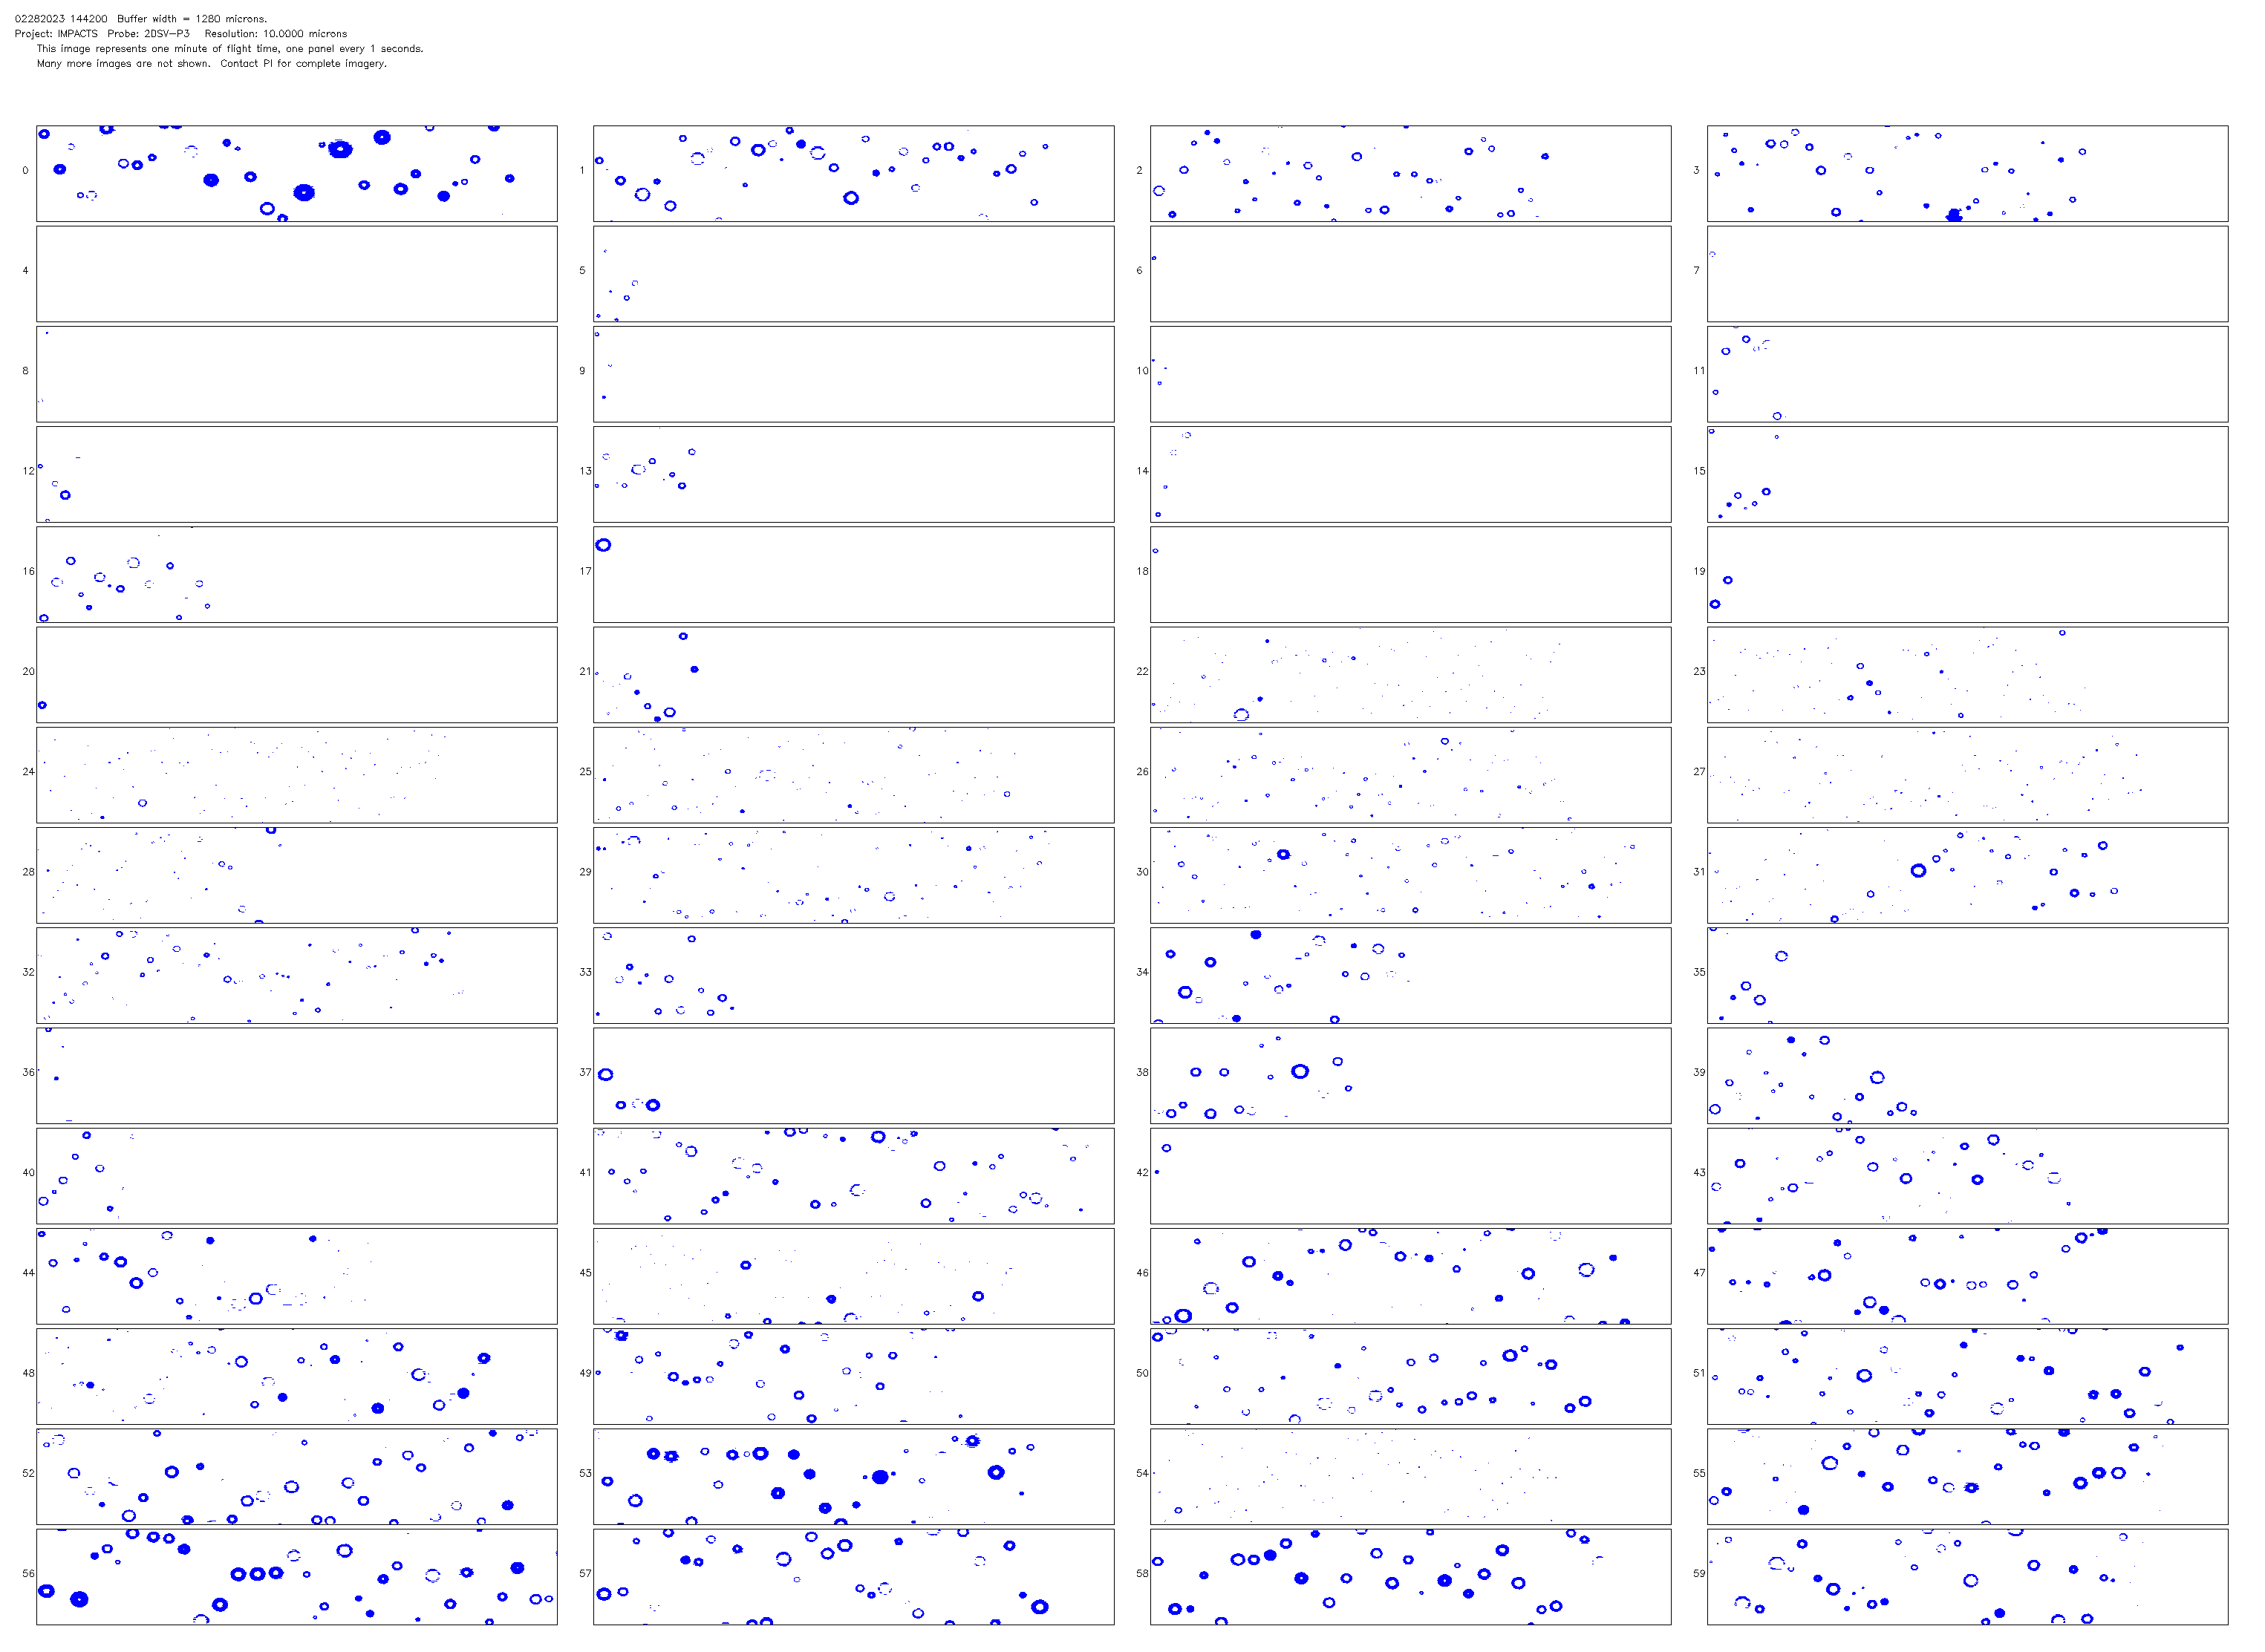 02282023 144200 Buffer width = 1280 microns.
Project: IMPACTS Probe: 2DSV-P3 Resolution: 10.0000 microns
This image represents one minute of flight time, one panel every 1 seconds.
Many more images are not shown. Contact PI for complete imagery.
0 1 2 3
4 5 6 7
8 9 10 11
12 13 14 15
16 17 18 19
20 21 22 23
24 25 26 27
28 29 30 31
32 33 34 35
36 37 38 39
40 41 42 43
44 45 46 47
48 49 50 51
52 53 54 55
56 57 58 59